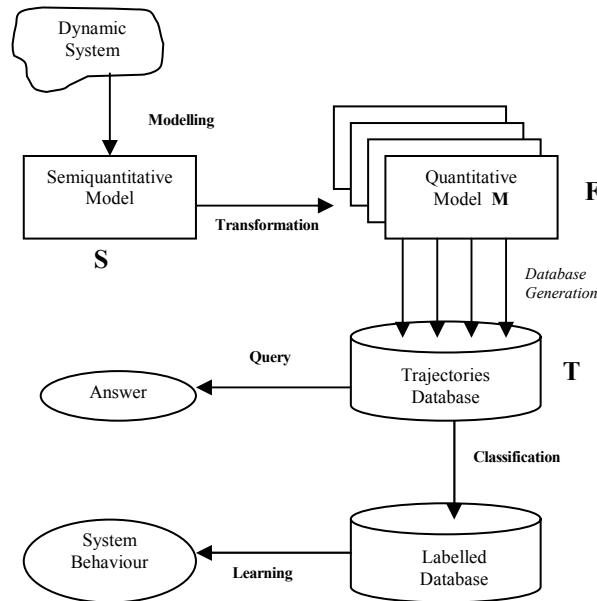 Dynamic
System
Modelling
Semiquantitative
Model
S
Transformation
Quantitative
Model M
F
Database
Generation
Trajectories
Database
T
Query
Answer
Classification
Labelled
Database
Learning
System
Behaviour